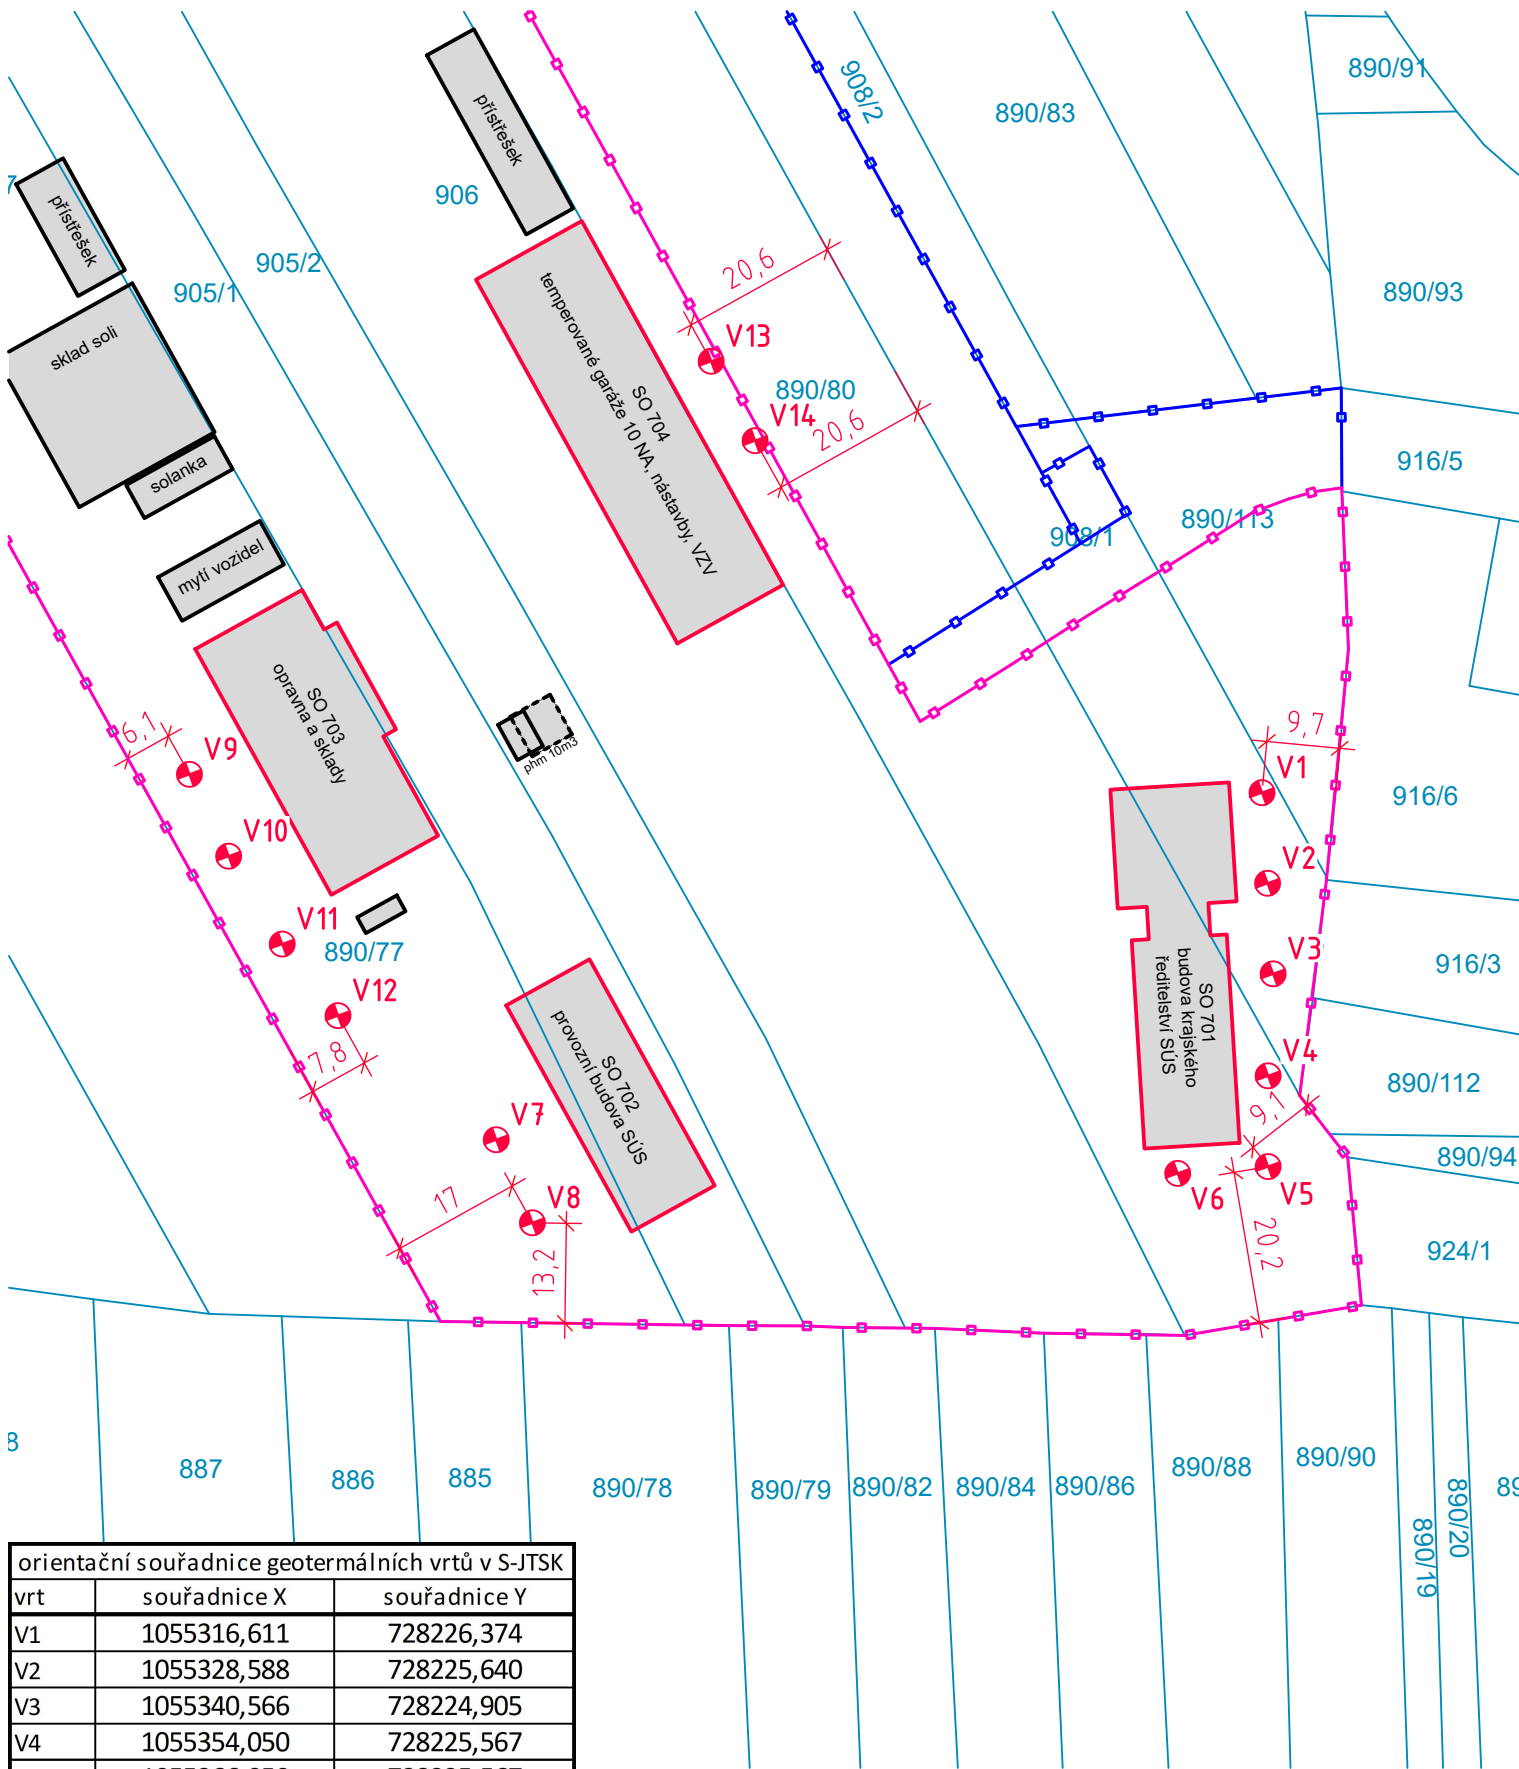 890/91
908/2
890/83
přístřešek
906
přístřešek
905/2
905/1
20,6
890/93
sklad soli
V13
temperované garáže 10 NA, nástavby, VZV
SO 704
890/80
V14
20,6
916/5
solanka
890/113
908/1
mytí vozidel
SO 703
opravna a sklady
6,1
V9
phm 10m3
9,7
V1
916/6
V10
V2
V11
890/77
V3
916/3
V12
SO 701
budova krajského
ředitelství SÚS
7,8
V4
890/112
SO 702
provozní budova SÚS
V7
9,1
890/94
17
V8
V6
V5
13,2
20,2
924/1
887
886
885
890/78
890/79
890/82
890/84
890/86
890/88
890/90
890/19
890/20
orientační souřadnice geotermálních vrtů v S-JTSK
vrt souřadnice X souřadnice Y
V1 1055316,611 728226,374
V2 1055328,588 728225,640
V3 1055340,566 728224,905
V4 1055354,050 728225,567